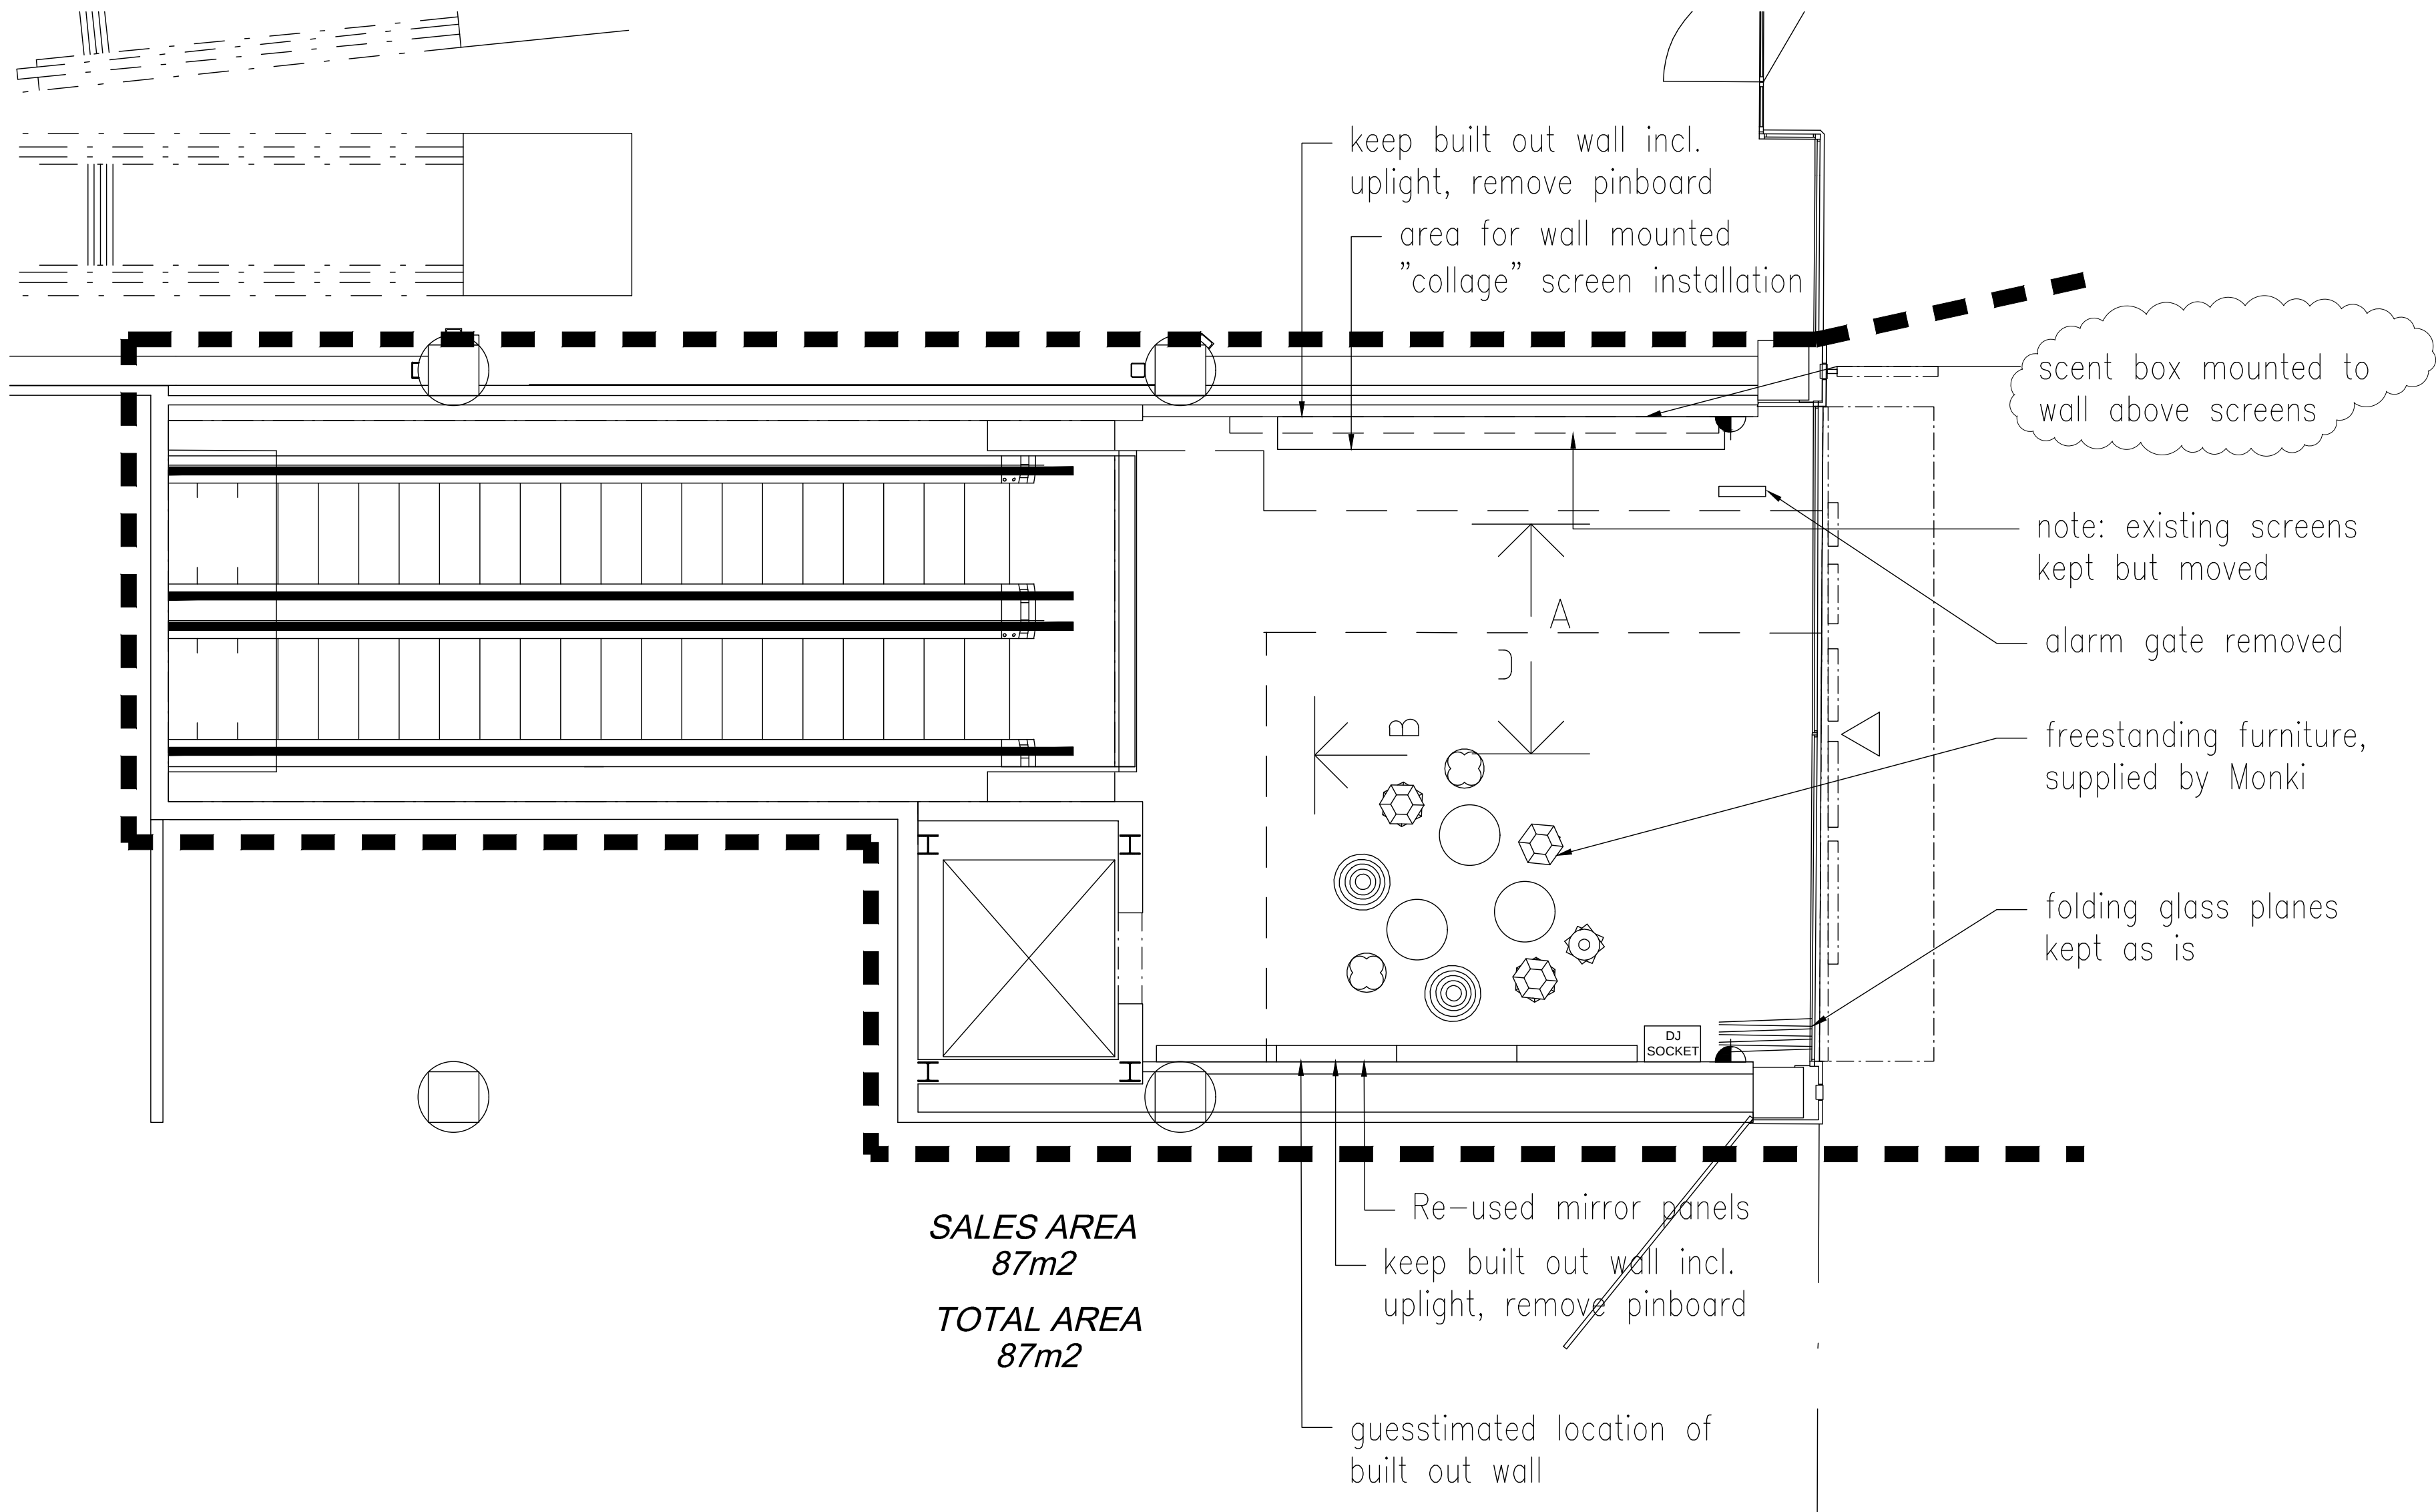 keep built out wall incl.
uplight, remove pinboard
area for wall mounted
"collage" screen installation
scent box mounted to
wall above screens
note: existing screens
kept but moved
alarm gate removed
freestanding furniture,
supplied by Monki
folding glass planes
kept as is
A
B
DJ
SOCKET
Re-used mirror panels
keep built out wall incl.
uplight, remove pinboard
guesstimated location of
built out wall
SALES AREA
87m2
TOTAL AREA
87m2